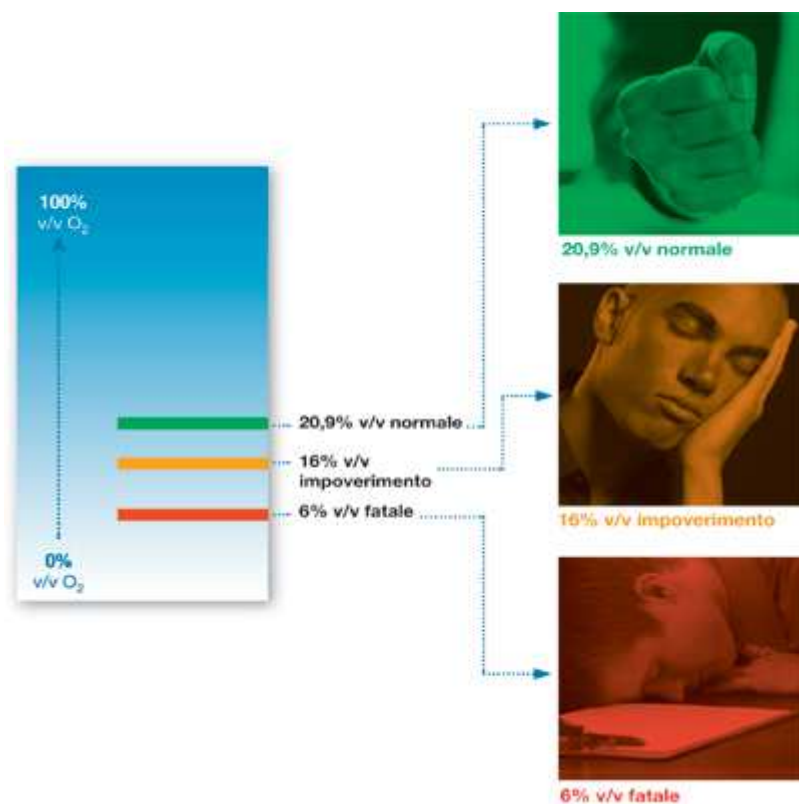 100%
v/v O₂
20,9% v/v normale
16% v/v
impoverimento
6% v/v fatale
0%
v/v O₂
20,9% v/v normale
16% v/v impoverimento
6% v/v fatale